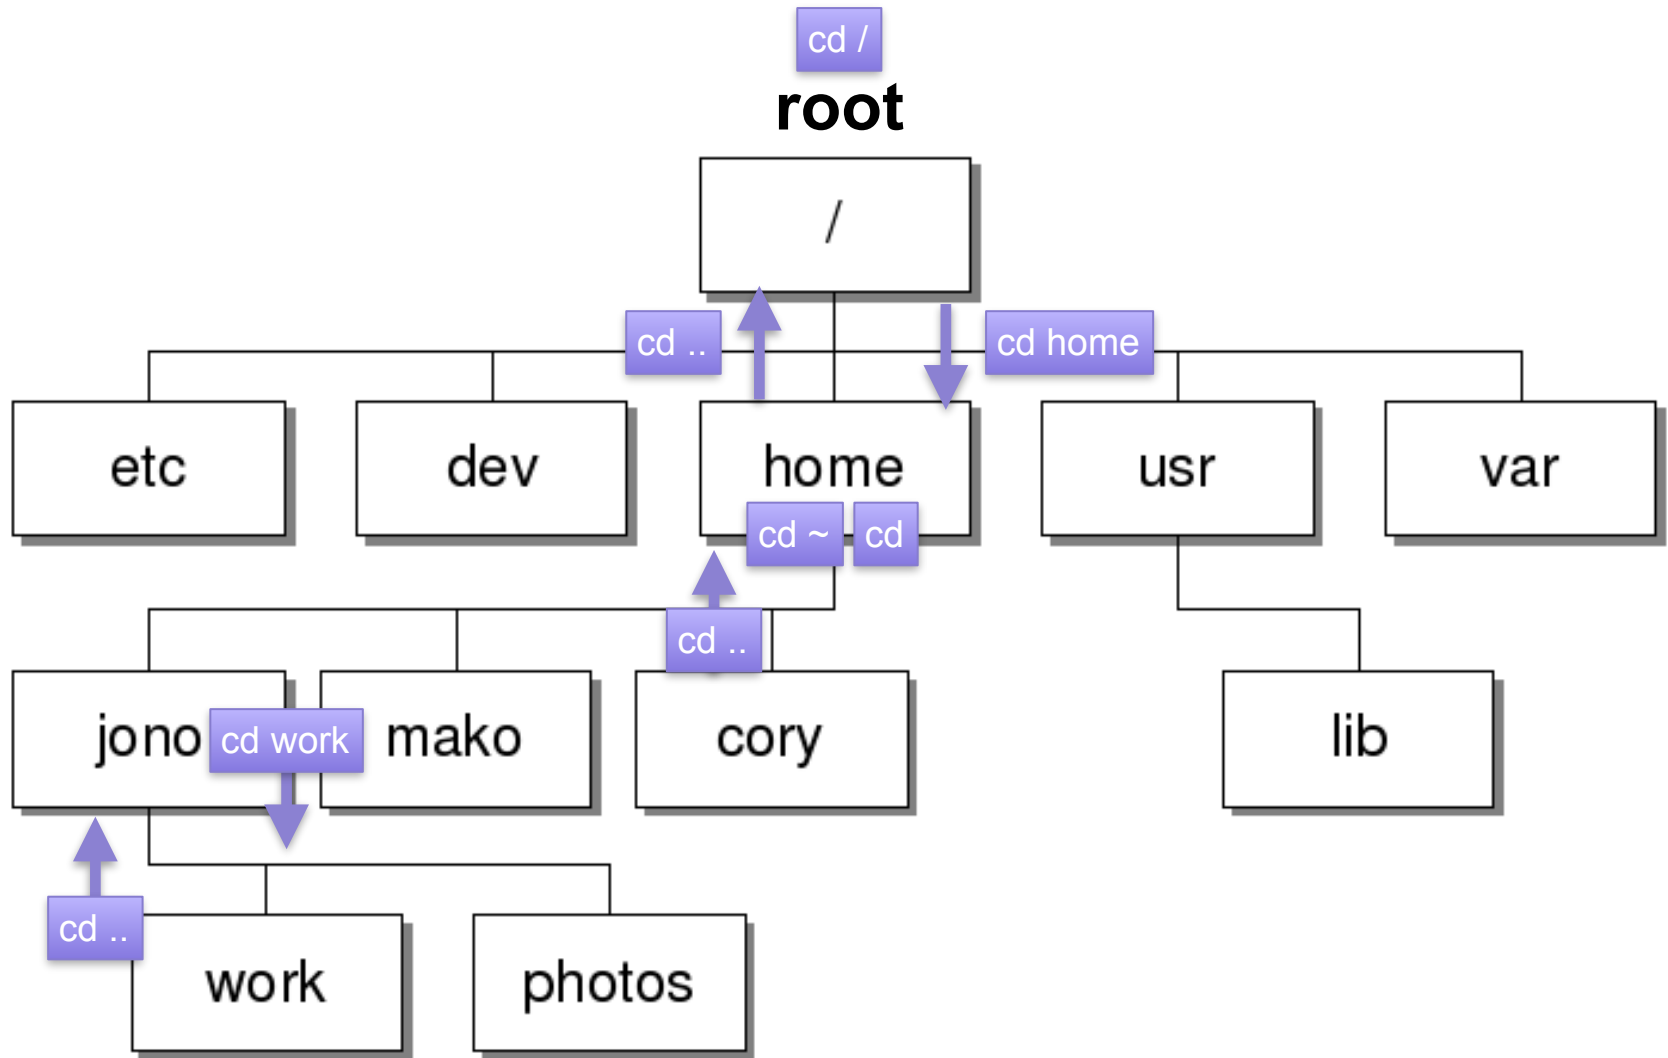 cd /
root
/
cd ..
cd home
etc
dev
home
usr
var
cd ~
cd
cd ..
jono
cd work
mako
cory
lib
cd ..
work
photos